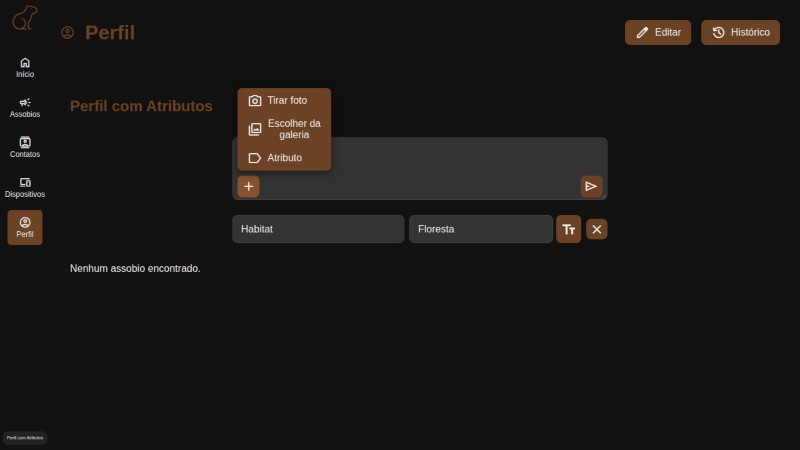 Perfil
Editar
Histórico
Início
Assobios
Contatos
Dispositivos
Perfil
Perfil com Atributos
Tirar foto
Escolher da
galeria
Atributo
Habitat
Floresta
Nenhum assobio encontrado.
Perfil com Atributos